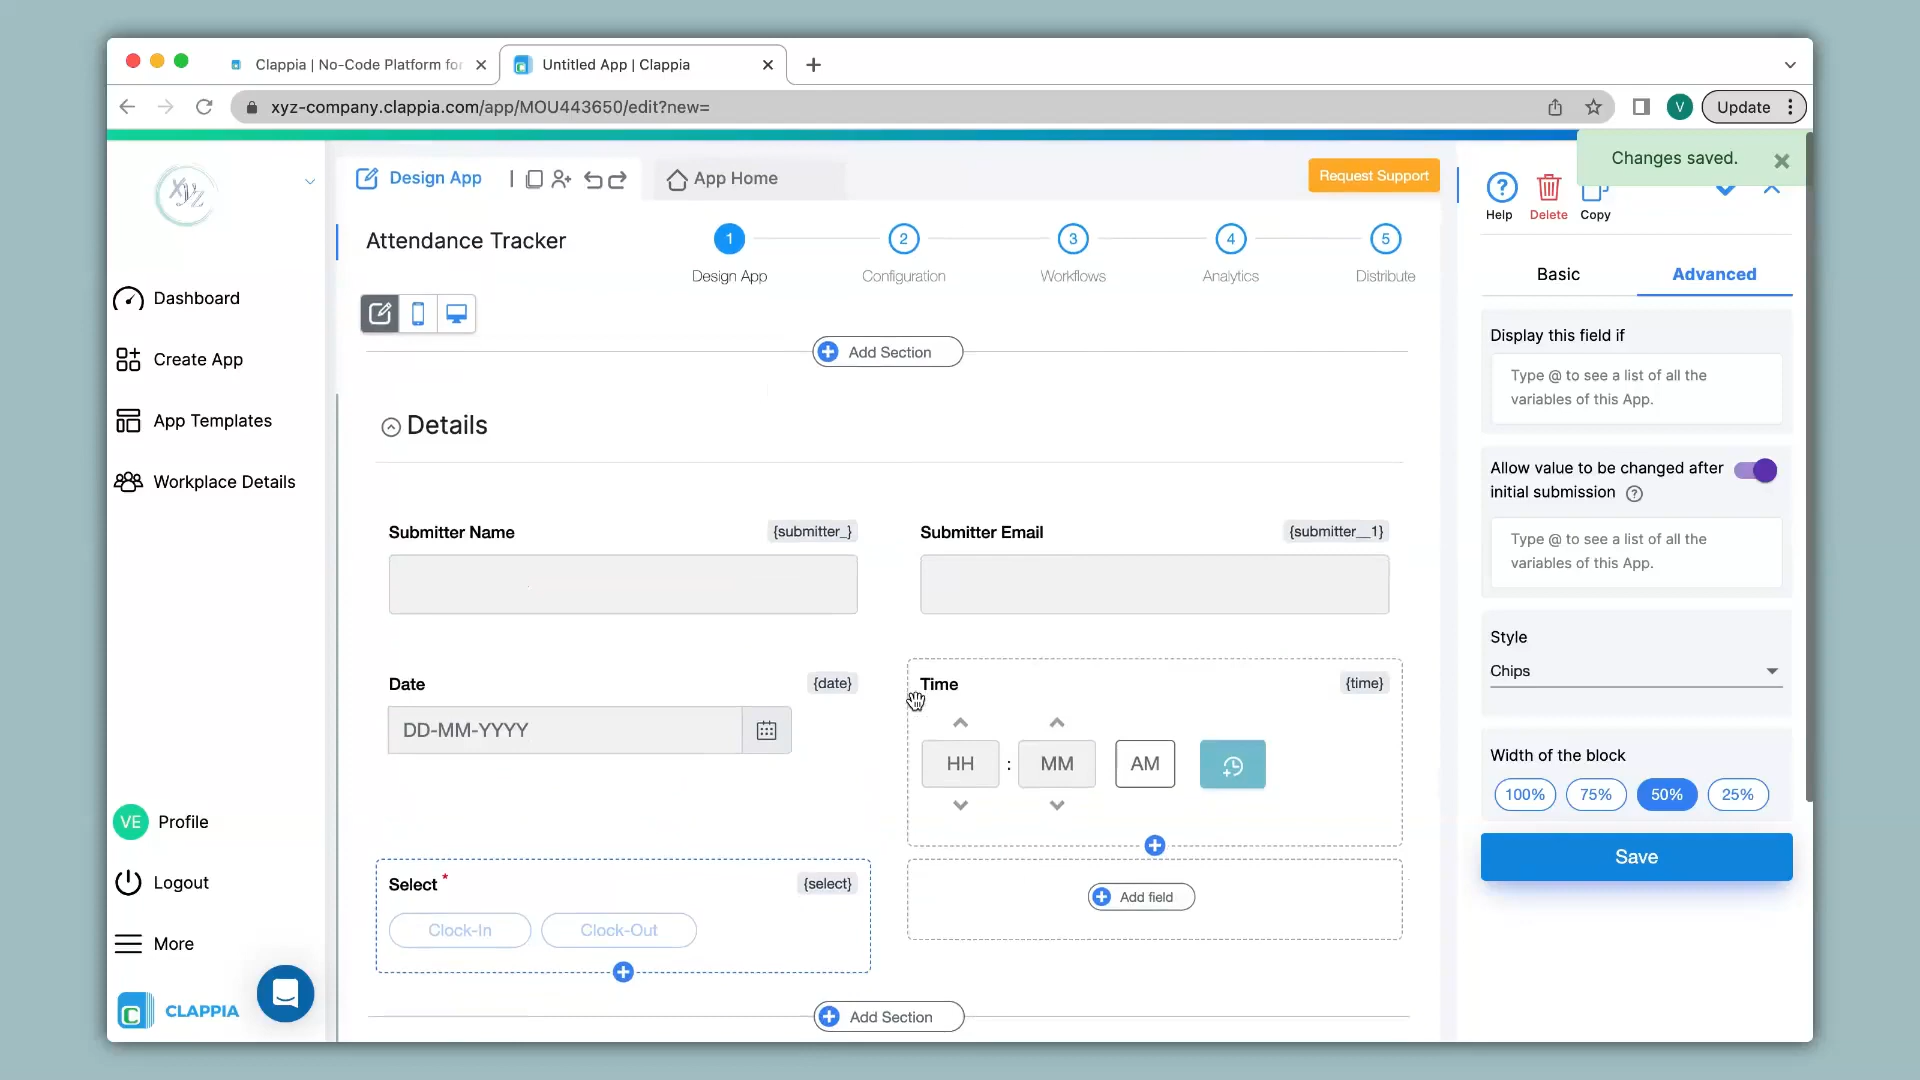 Clappia | No-Code Platform for
Untitled App | Clappia
xyz-company.clappia.com/app/MOU443650/edit?new=
V
Update
Changes saved.
xyz
Design App
App Home
Request Support
Help
Delete
Copy
Attendance Tracker
1
2
3
4
5
Design App
Configuration
Workflows
Analytics
Distribute
Dashboard
Create App
App Templates
Workplace Details
Add Section
Details
Submitter Name
{submitter_}
Submitter Email
{submitter__1}
Date
{date}
DD-MM-YYYY
Time
{time}
HH
:
MM
AM
Select *
{select}
Clock-In
Clock-Out
Add field
Add Section
Basic
Advanced
Display this field if
Type @ to see a list of all the
variables of this App.
Allow value to be changed after
initial submission
Type @ to see a list of all the
variables of this App.
Style
Chips
Width of the block
100%
75%
50%
25%
Save
VE
Profile
Logout
More
CLAPPIA